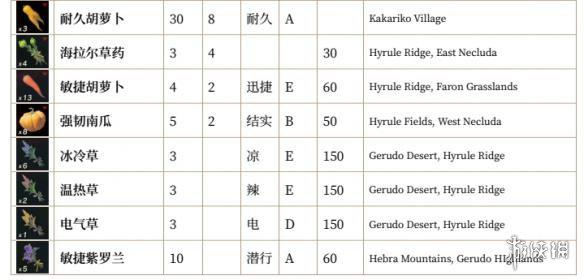 x3 耐久胡萝卜 30 8 耐久 A Kakariko Village
x4 海拉尔草药 3 4 30 Hyrule Ridge, East Necluda
x13 敏捷胡萝卜 4 2 迅捷 E 60 Hyrule Ridge, Faron Grasslands
x8 强韧南瓜 5 2 结实 B 50 Hyrule Fields, West Necluda
x6 冰冷草 3 凉 E 150 Gerudo Desert, Hyrule Ridge
x2 温热草 3 辣 E 150 Gerudo Desert, Hyrule Ridge
x1 电气草 3 电 D 150 Gerudo Desert, Hyrule Ridge
x5 敏捷紫罗兰 10 潜行 A 60 Hebra Mountains, Gerudo Highlands
游侠网